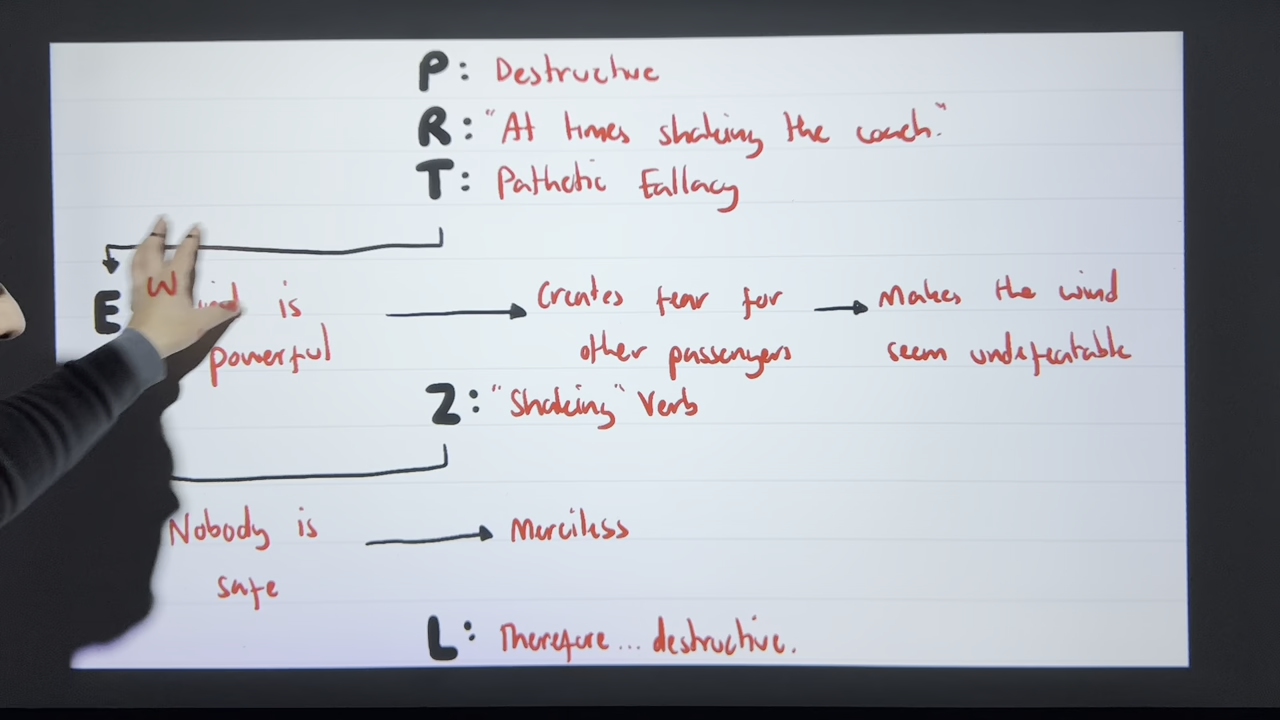 P: Destructive
R: "At times shaking the coach."
T: Pathetic Fallacy
E Wind is → Creates fear for → Makes the wind
powerful other passengers seem undefeatable
Z: "Shaking" Verb
Nobody is → Merciless
safe
L: Therefore... destructive.